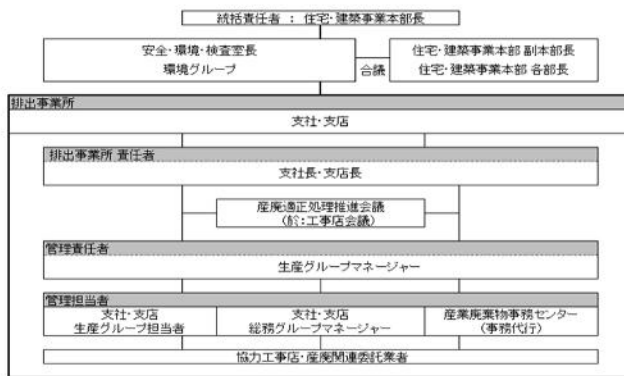 統括責任者 : 住宅・建築事業本部長
安全・環境・検査室長
環境グループ
合議
住宅・建築事業本部 副本部長
住宅・建築事業本部 各部長
排出事業所
支社・支店
排出事業所 責任者
支社長・支店長
産廃適正処理推進会議
(於:工事店会議)
管理責任者
生産グループマネージャー
管理担当者
支社・支店
生産グループ担当者
支社・支店
総務グループマネージャー
産業廃棄物事務センター
(事務代行)
協力工事店・産廃関連委託業者